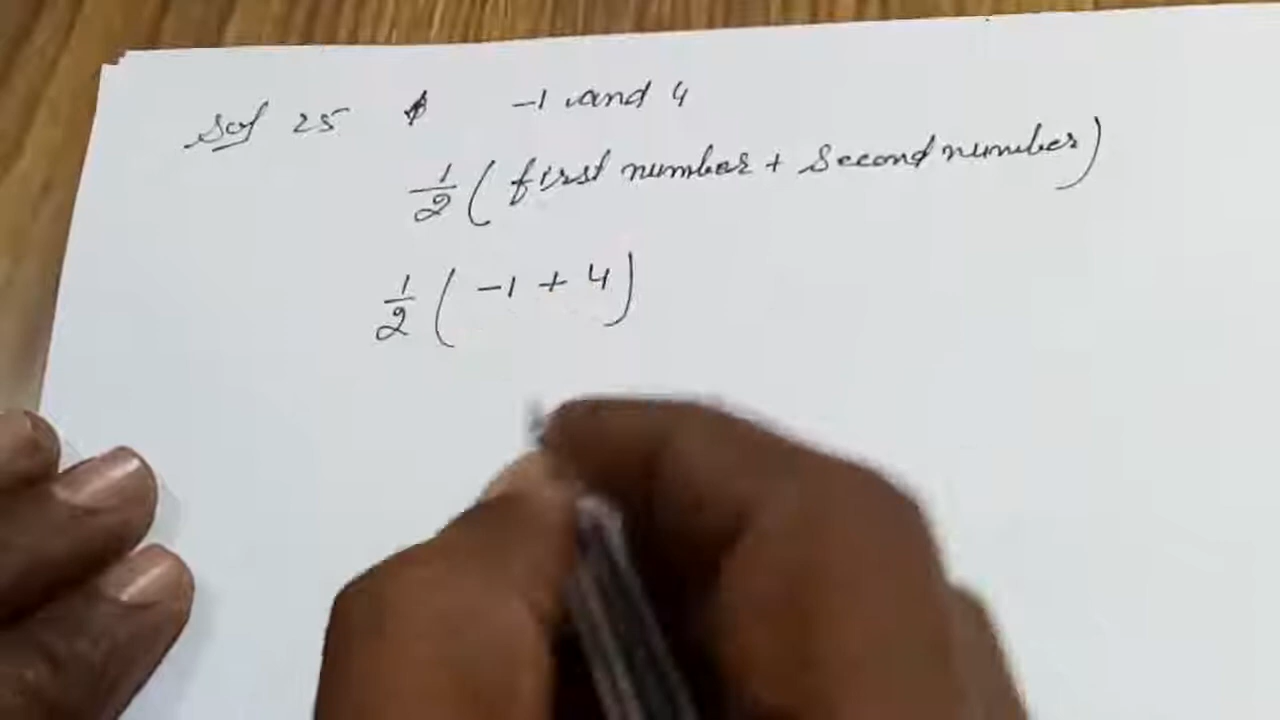 Sol 25 -1 and 4
1/2 (first number + Second number)
1/2 (-1 + 4)